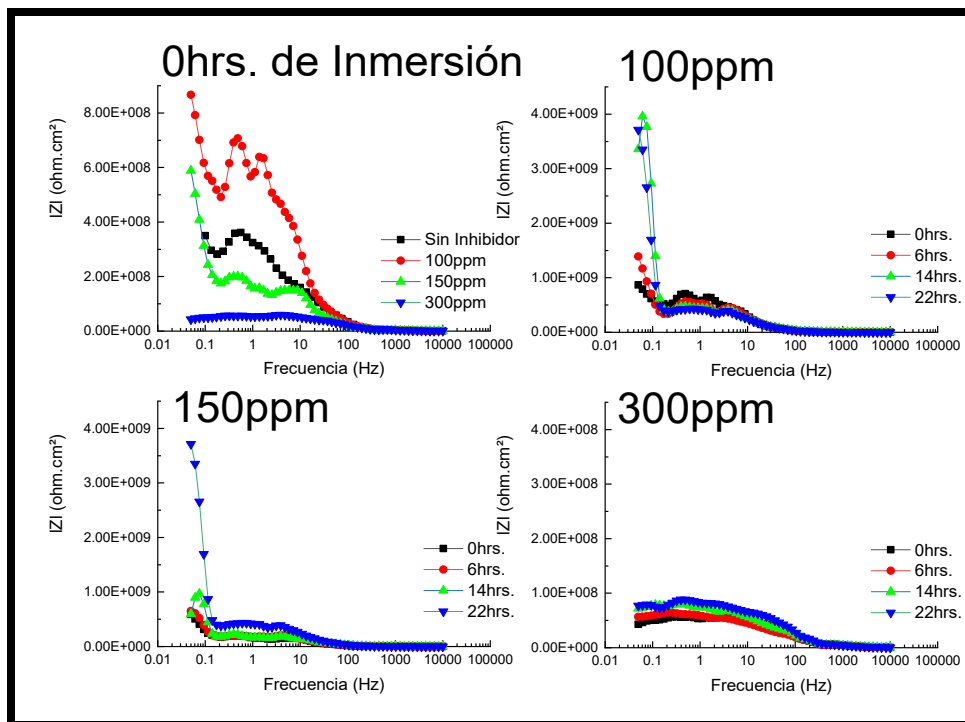 0hrs. de Inmersión
IZI (ohm.cm²)
8.00E+008
6.00E+008
4.00E+008
2.00E+008
0.00E+000
Sin Inhibidor
100ppm
150ppm
300ppm
0.01 0.1 1 10 100 1000 10000 100000
Frecuencia (Hz)
100ppm
IZI (ohm.cm²)
4.00E+009
3.00E+009
2.00E+009
1.00E+009
0.00E+000
0hrs.
6hrs.
14hrs.
22hrs.
0.01 0.1 1 10 100 1000 10000 100000
Frecuencia (Hz)
150ppm
IZI (ohm.cm²)
4.00E+009
3.00E+009
2.00E+009
1.00E+009
0.00E+000
0hrs.
6hrs.
14hrs.
22hrs.
0.01 0.1 1 10 100 1000 10000 100000
Frecuencia (Hz)
300ppm
IZI (ohm.cm²)
4.00E+008
3.00E+008
2.00E+008
1.00E+008
0.00E+000
0hrs.
6hrs.
14hrs.
22hrs.
0.01 0.1 1 10 100 1000 10000 100000
Frecuencia (Hz)